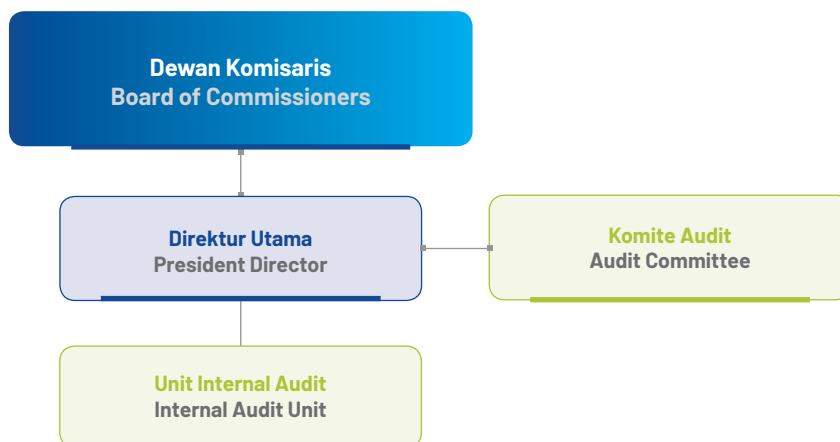 Dewan Komisaris
Board of Commissioners
Direktur Utama
President Director
Komite Audit
Audit Committee
Unit Internal Audit
Internal Audit Unit